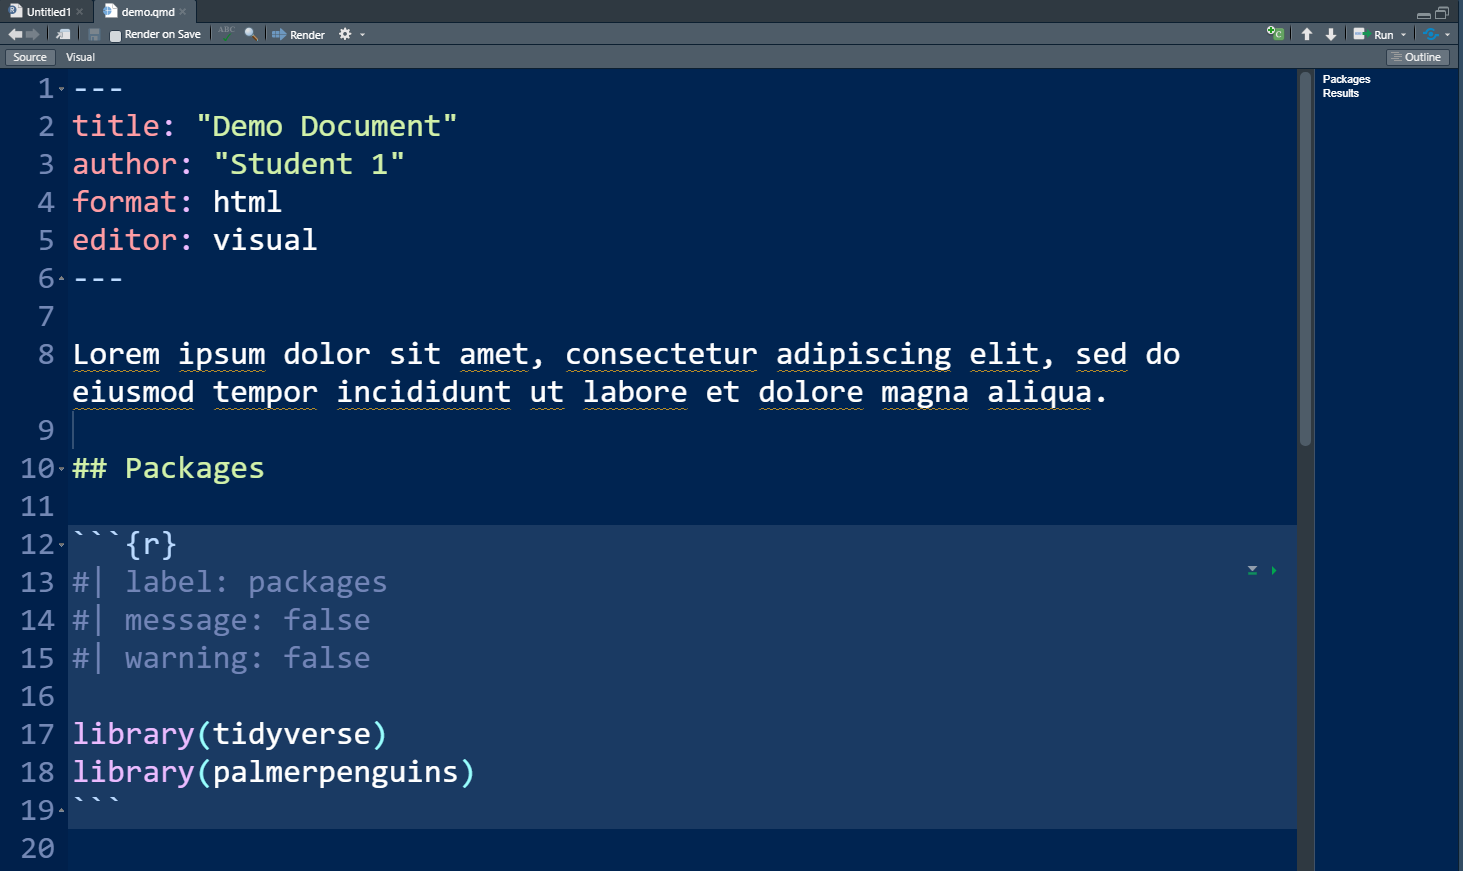 Untitled1 demo.qmd
Render on Save ABC Render Run
Source Visual Outline
Packages
Results
1 ---
2 title: "Demo Document"
3 author: "Student 1"
4 format: html
5 editor: visual
6 ---
7
8 Lorem ipsum dolor sit amet, consectetur adipiscing elit, sed do
eiusmod tempor incididunt ut labore et dolore magna aliqua.
9
10 ## Packages
11
12 ```{r}
13 #| label: packages
14 #| message: false
15 #| warning: false
16
17 library(tidyverse)
18 library(palmerpenguins)
19 ```
20